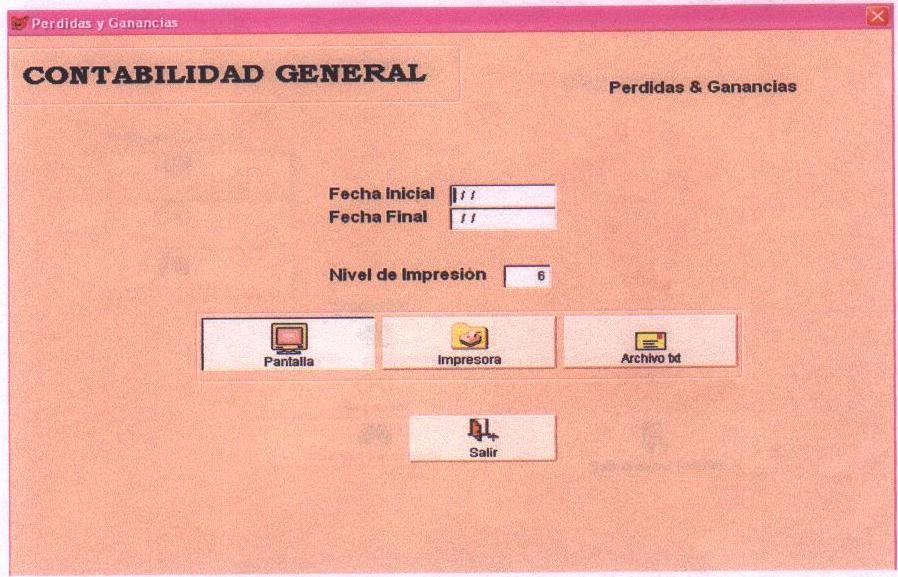 Perdidas y Ganancias
CONTABILIDAD GENERAL
Perdidas & Ganancias
Fecha Inicial / /
Fecha Final / /
Nivel de Impresión 6
Pantalla Impresora Archivo txt
Salir